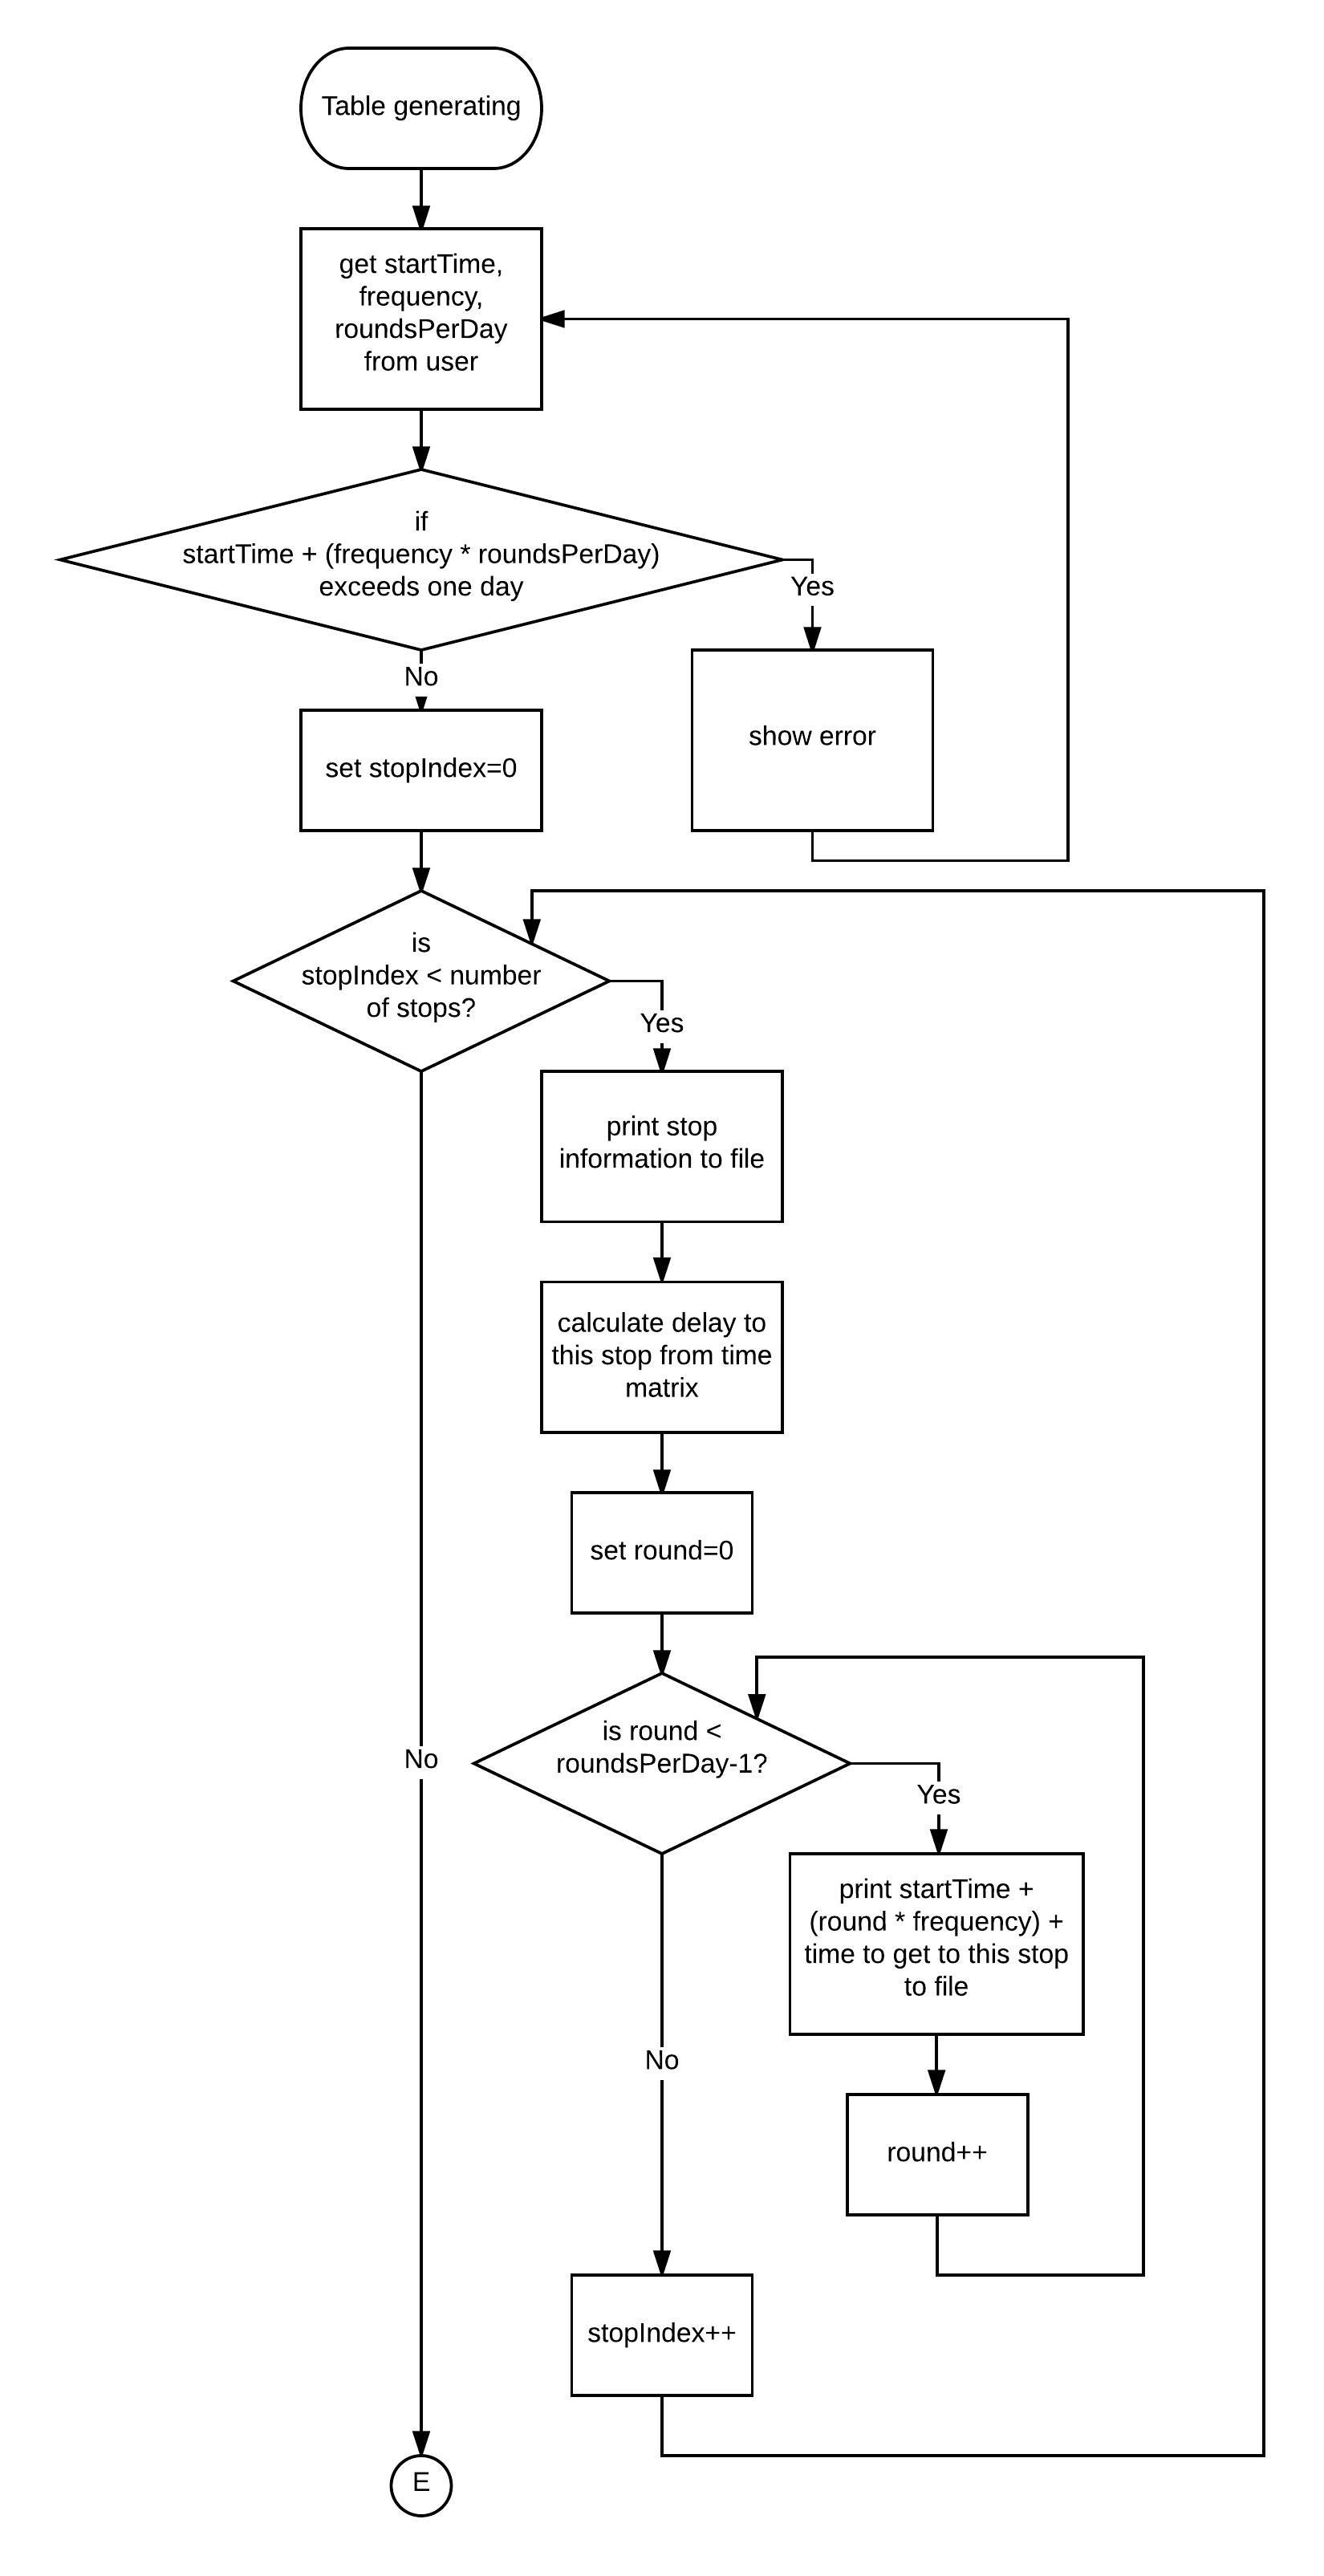 Table generating
get startTime,
frequency,
roundsPerDay
from user
if
startTime + (frequency * roundsPerDay)
exceeds one day
Yes
No
show error
set stopIndex=0
is
stopIndex < number
of stops?
Yes
print stop
information to file
calculate delay to
this stop from time
matrix
set round=0
is round <
roundsPerDay-1?
No
Yes
print startTime +
(round * frequency) +
time to get to this stop
to file
No
round++
stopIndex++
E